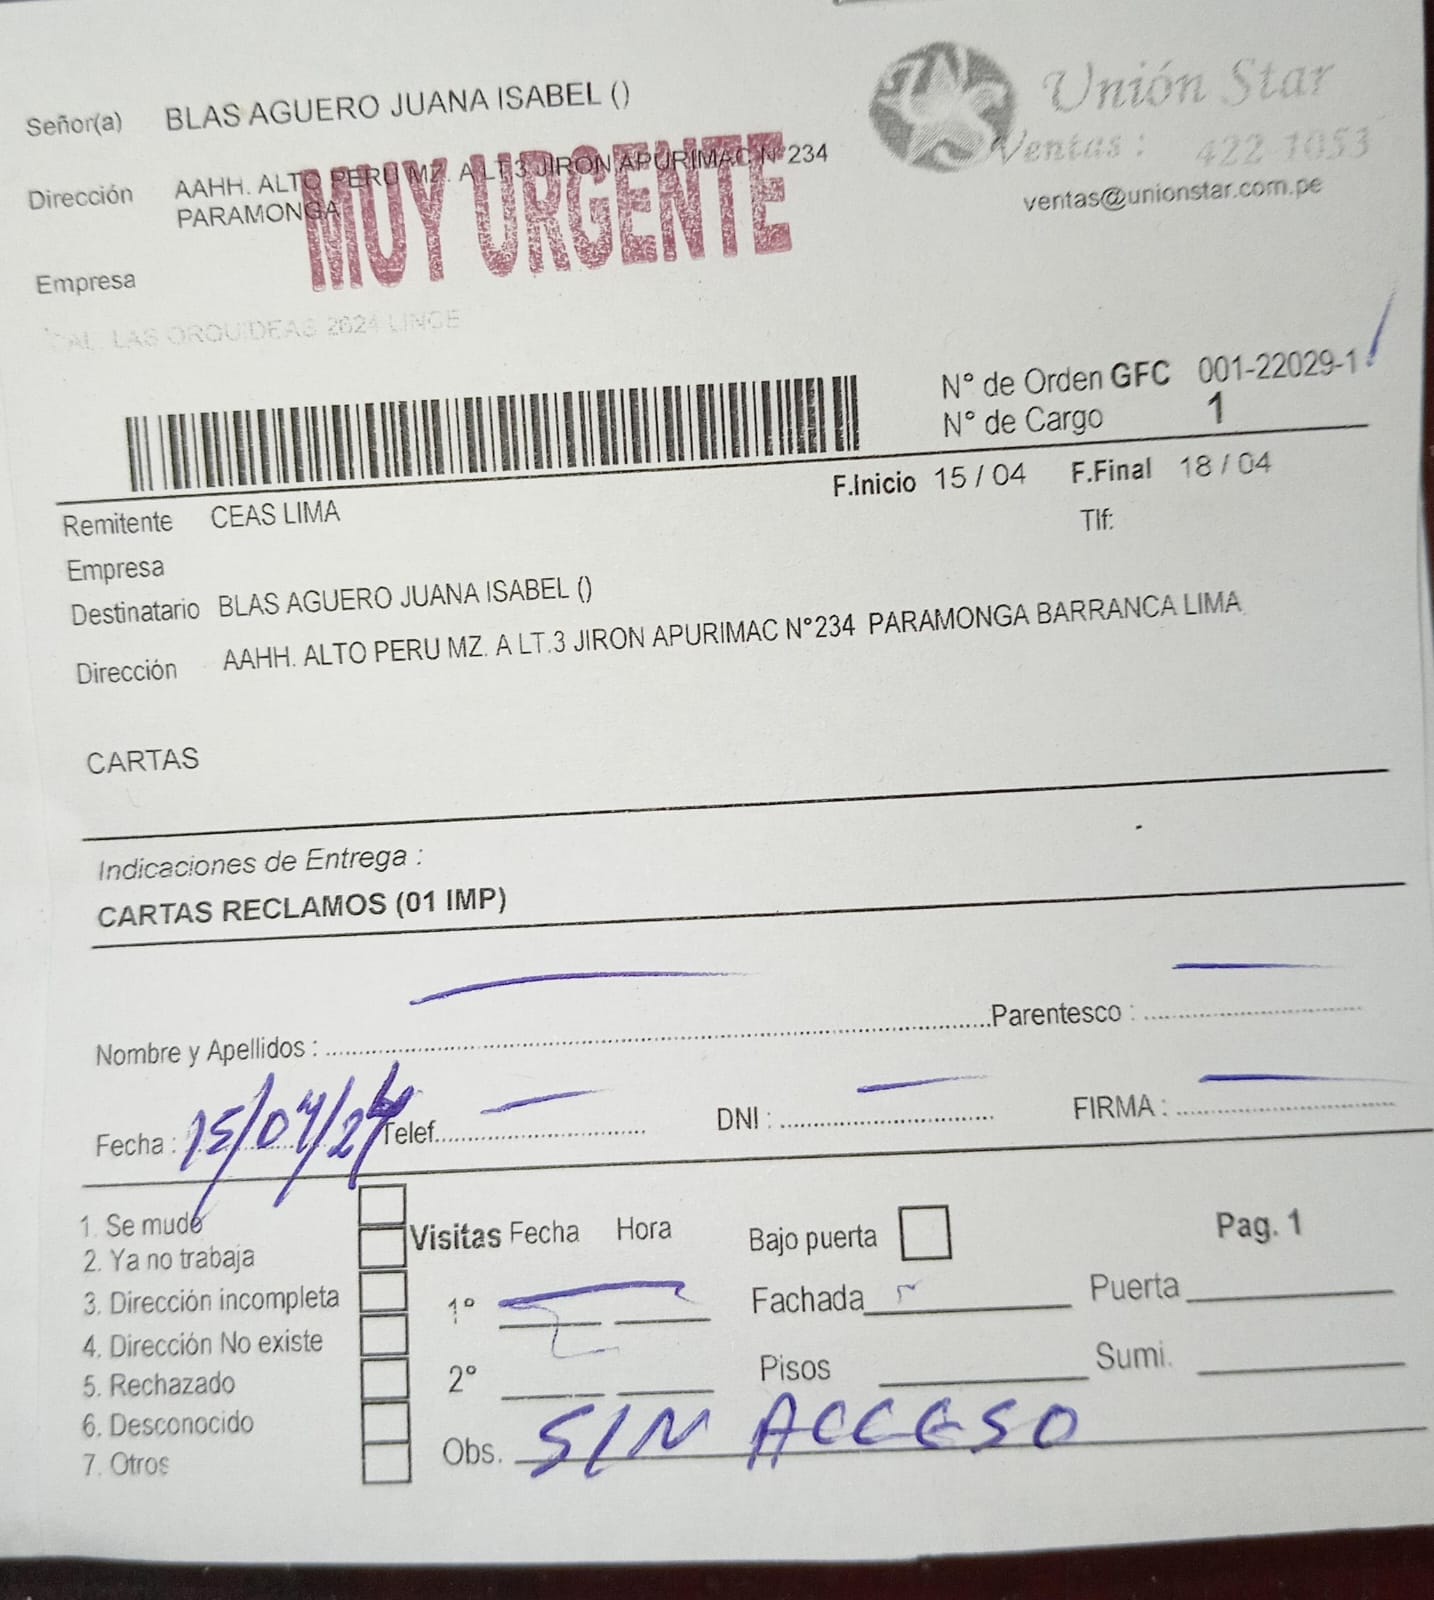 Unión Star
Ventas : 422 1053
ventas@unionstar.com.pe
Señor(a) BLAS AGUERO JUANA ISABEL ()
Dirección AAHH. ALTO PERU MZ. A LT.3 JIRON APURIMAC N°234
PARAMONGA
MUY URGENTE
Empresa
CAL. LAS ORQUIDEAS 2624 LINCE
N° de Orden GFC 001-22029-1
N° de Cargo 1
F.Inicio 15 / 04 F.Final 18 / 04
Remitente CEAS LIMA
Tlf:
Empresa
Destinatario BLAS AGUERO JUANA ISABEL ()
Dirección AAHH. ALTO PERU MZ. A LT.3 JIRON APURIMAC N°234 PARAMONGA BARRANCA LIMA
CARTAS
Indicaciones de Entrega :
CARTAS RECLAMOS (01 IMP)
Nombre y Apellidos : Parentesco :
Fecha : 15/04/24 Telef. DNI : FIRMA :
1. Se mudó
2. Ya no trabaja
3. Dirección incompleta
4. Dirección No existe
5. Rechazado
6. Desconocido
7. Otros
Visitas Fecha Hora
1°
2°
Bajo puerta
Pag. 1
Fachada Puerta
Pisos Sumi.
Obs. SIN ACCESO